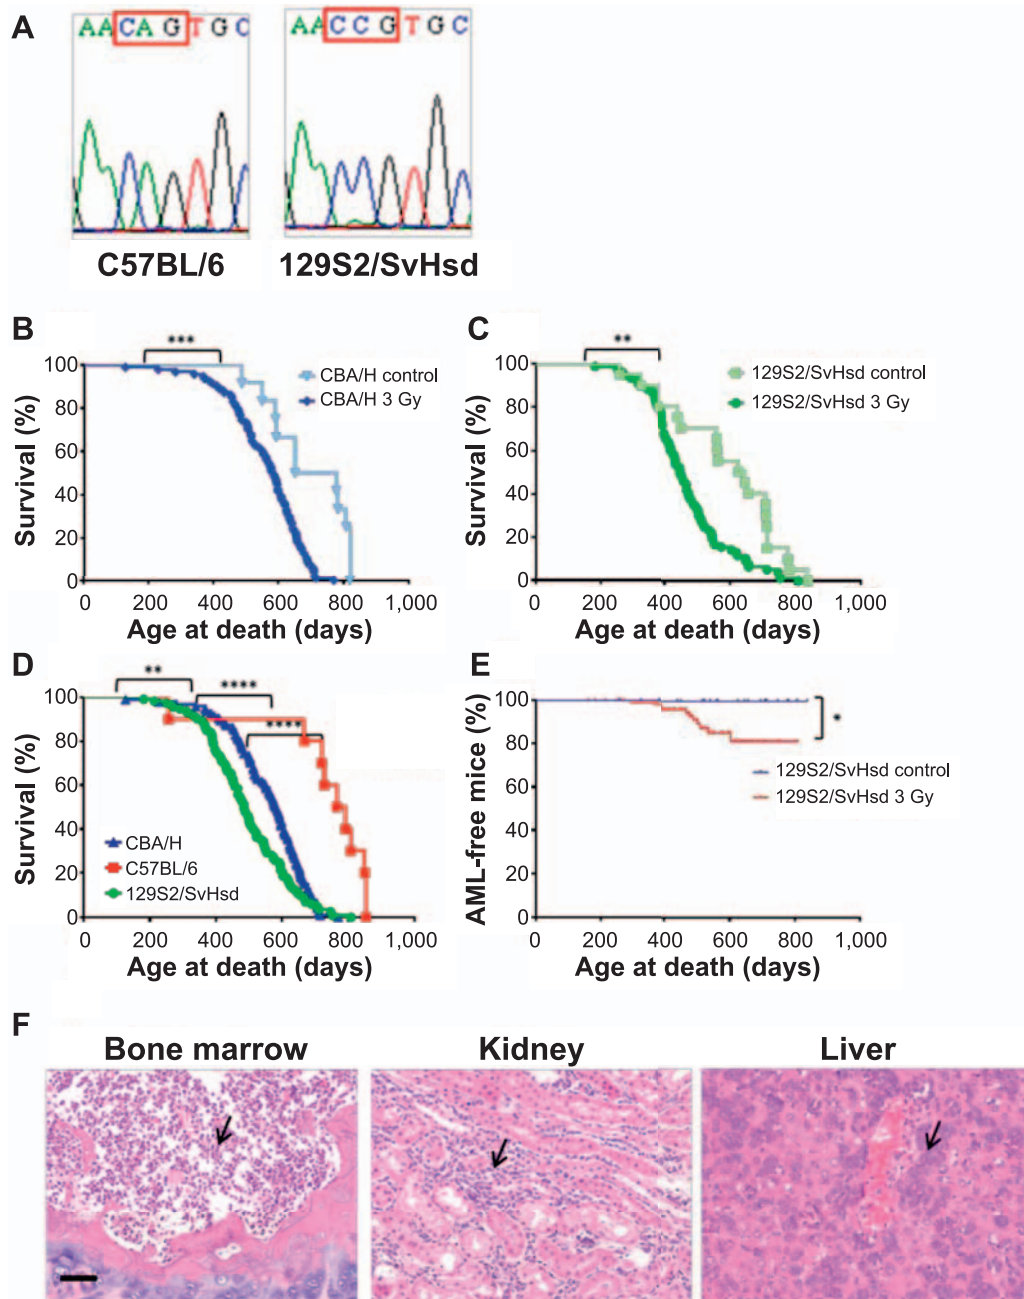 A
AACAGTGC
AACCGTGC
C57BL/6
129S2/SvHsd
B
***
100
80
60
40
20
0
Survival (%)
CBA/H control
CBA/H 3 Gy
0 200 400 600 800 1,000
Age at death (days)
C
**
100
80
60
40
20
0
Survival (%)
129S2/SvHsd control
129S2/SvHsd 3 Gy
0 200 400 600 800 1,000
Age at death (days)
D
**
****
****
100
80
60
40
20
0
Survival (%)
CBA/H
C57BL/6
129S2/SvHsd
0 200 400 600 800 1,000
Age at death (days)
E
100
80
60
40
20
0
AML-free mice (%)
*
129S2/SvHsd control
129S2/SvHsd 3 Gy
0 200 400 600 800 1,000
Age at death (days)
F
Bone marrow
Kidney
Liver